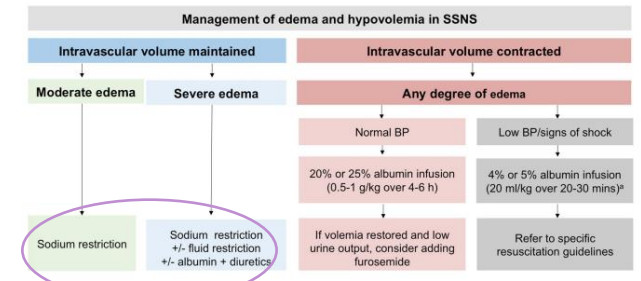 Management of edema and hypovolemia in SSNS
Intravascular volume maintained
Intravascular volume contracted
Moderate edema
Severe edema
Any degree of edema
Normal BP
Low BP/signs of shock
20% or 25% albumin infusion
(0.5-1 g/kg over 4-6 h)
4% or 5% albumin infusion
(20 ml/kg over 20-30 mins)ª
Sodium restriction
Sodium restriction
+/- fluid restriction
+/- albumin + diuretics
If volemia restored and low
urine output, consider adding
furosemide
Refer to specific
resuscitation guidelines